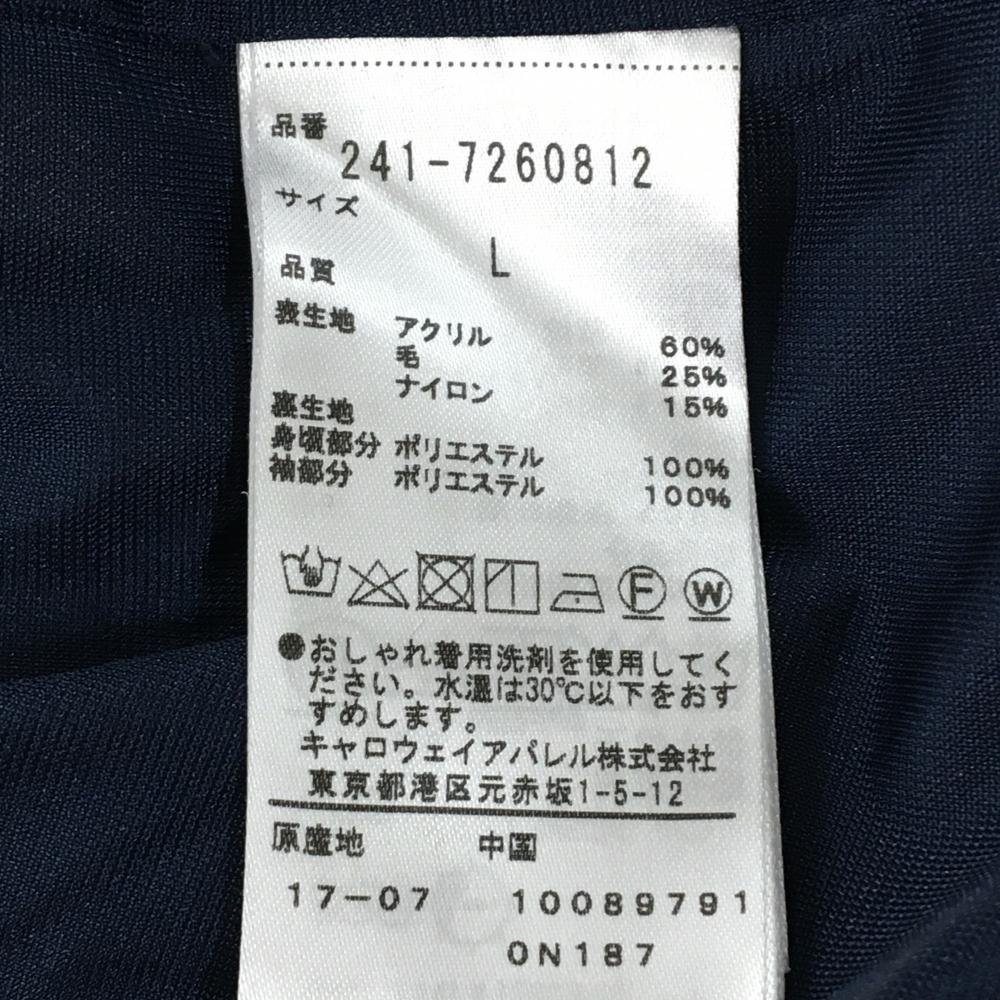 品番
241-7260812
サイズ
L
品質
表生地 アクリル 60%
毛 25%
ナイロン 15%
裏生地
身頃部分 ポリエステル 100%
袖部分 ポリエステル 100%
F W
●おしゃれ着用洗剤を使用してく
ださい。水温は30℃以下をおす
すめします。
キャロウェイアパレル株式会社
東京都港区元赤坂1-5-12
原産地 中国
17-07 10089791
0N187